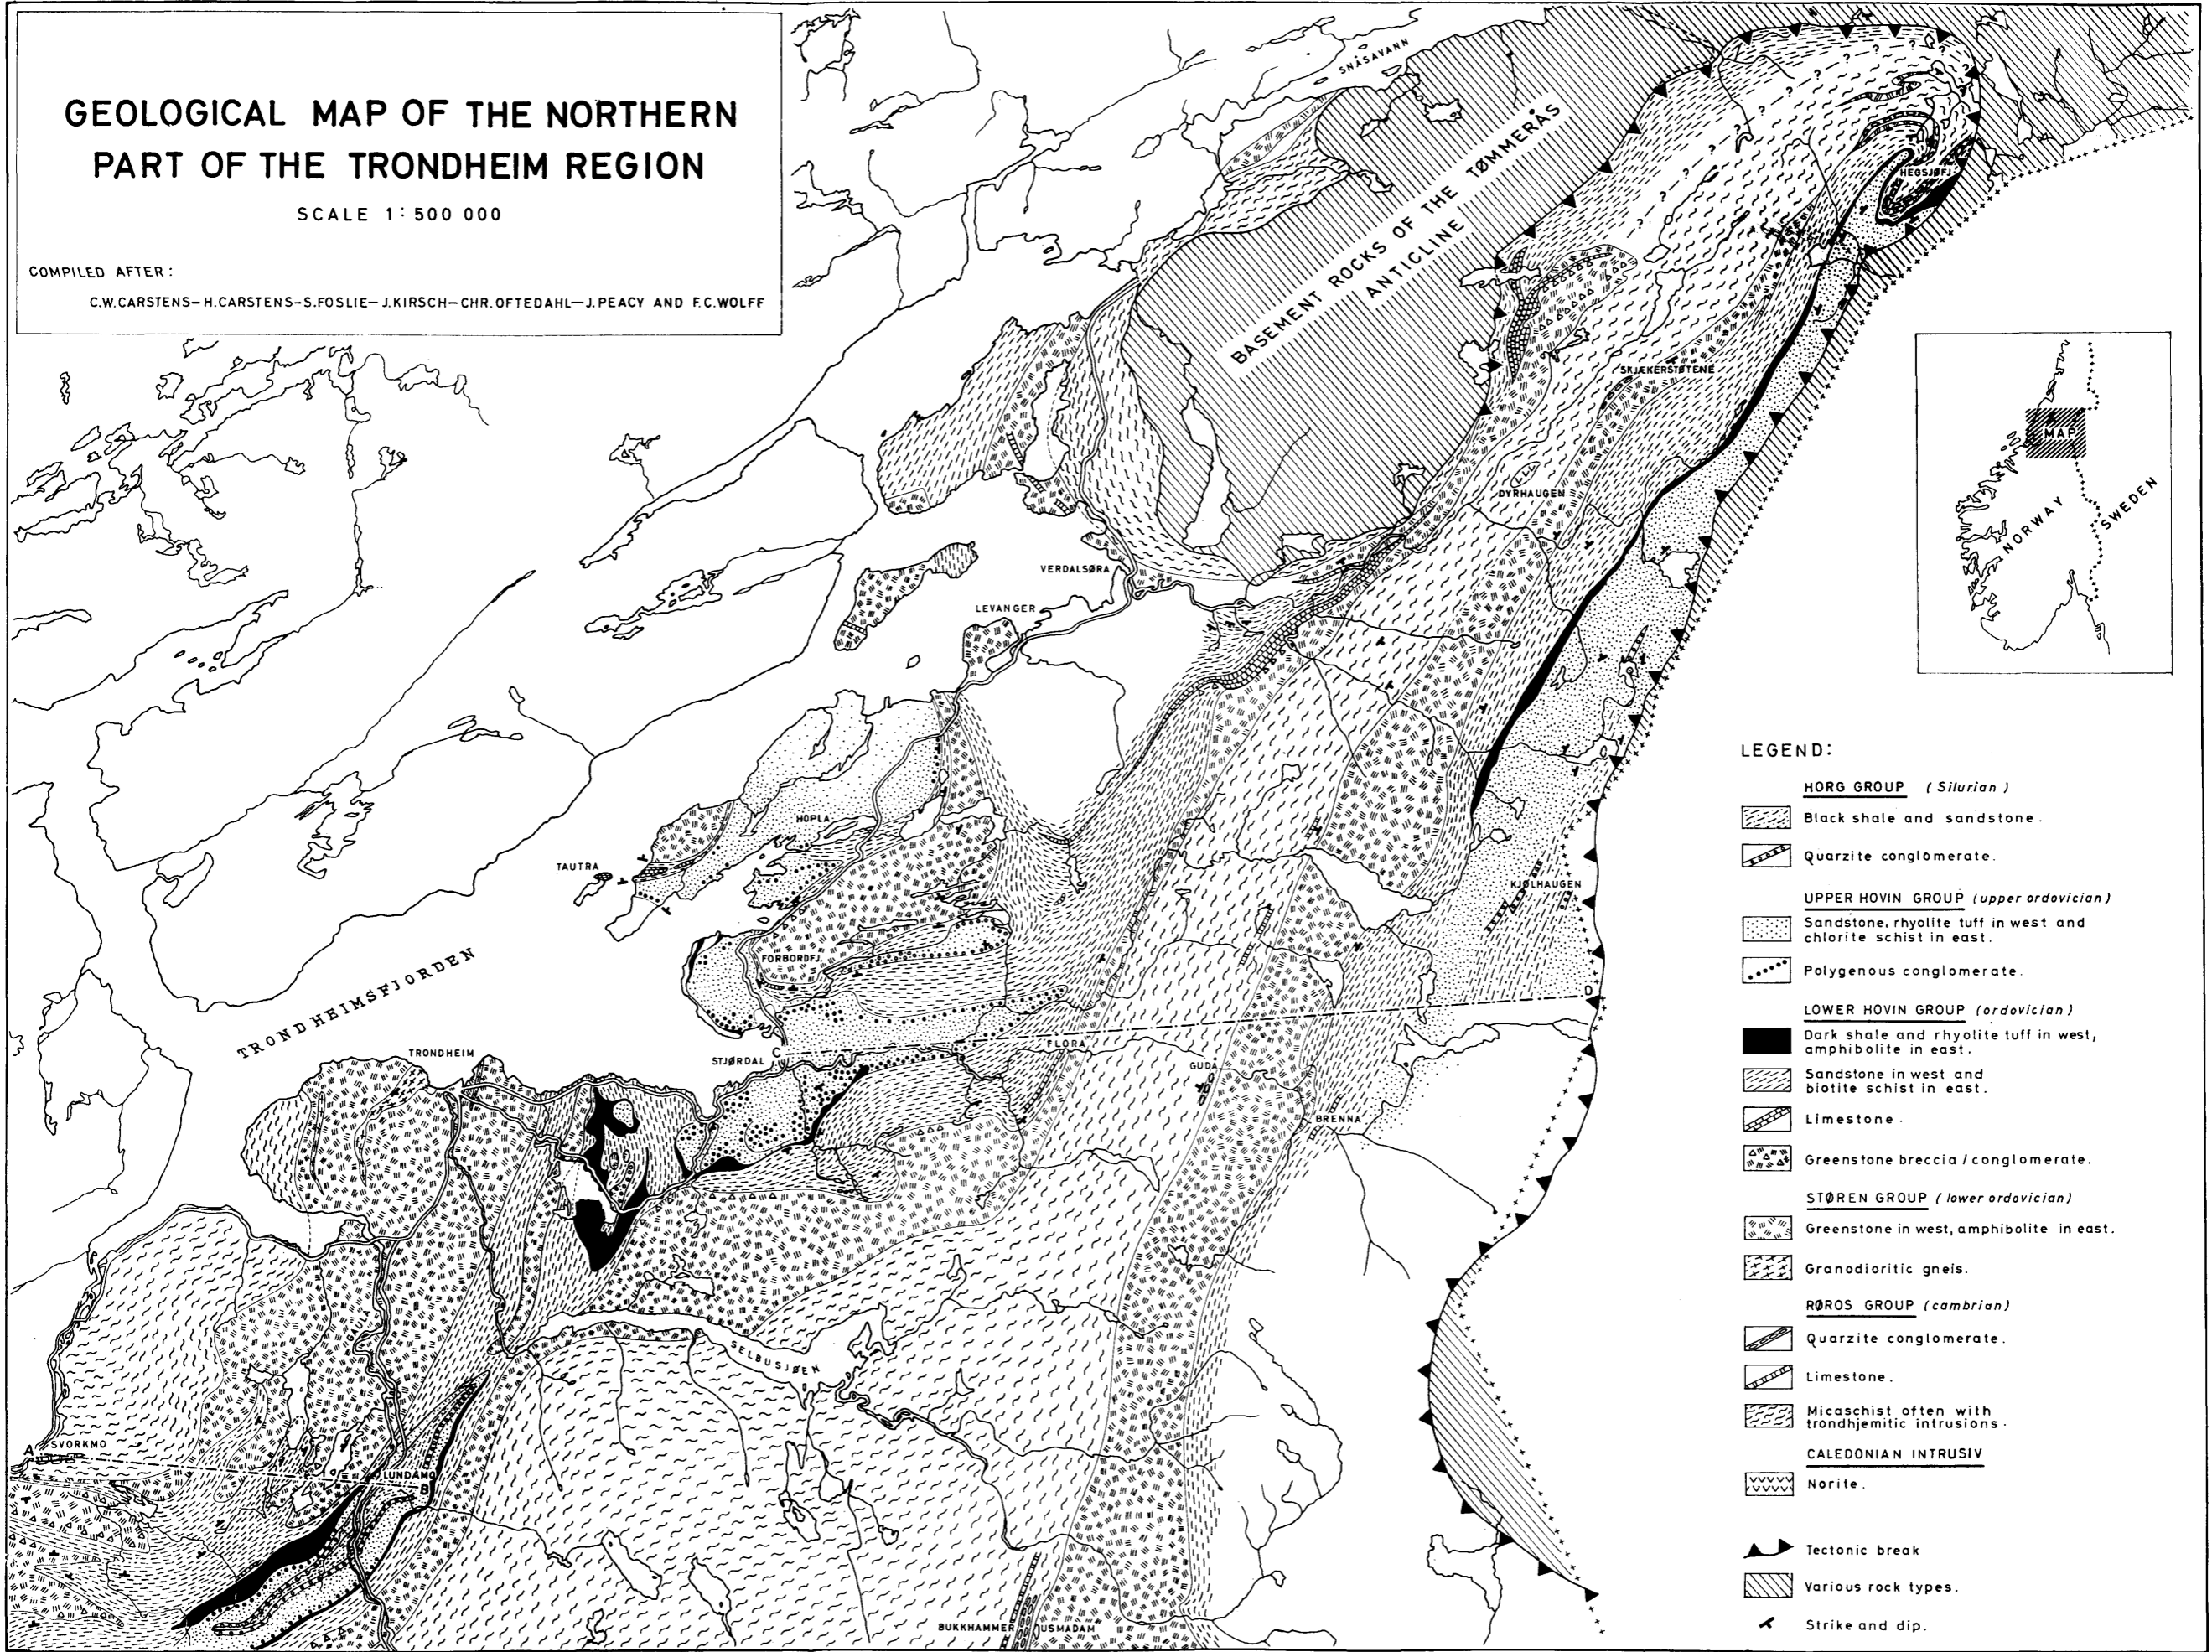 GEOLOGICAL MAP OF THE NORTHERN
PART OF THE TRONDHEIM REGION
SCALE 1:500 000
COMPILED AFTER:
C.W.CARSTENS–H.CARSTENS–S.FOSLIE–J.KIRSCH–CHR.OFTEDAHL–J.PEACY AND F.C.WOLFF
SNÅSAVANN
BASEMENT ROCKS OF THE TØMMERÅS
ANTICLINE
HEGSJØFJ.
SKJÆKERSTØTENE
DYRHAUGEN
VERDALSØRA
LEVANGER
HOPLA
TAUTRA
KJØLHAUGEN
FORBORDFJ.
TRONDHEIMSFJORDEN
D
C
STJØRDAL
FLORA
TRONDHEIM
GUDÅ
BRENNA
GAULA
SELBUSJØEN
A
SVORKMO
LUNDAMO
B
BUKKHAMMER
USMADAM
MAP
NORWAY
SWEDEN
LEGEND:
HORG GROUP (Silurian)
Black shale and sandstone.
Quarzite conglomerate.
UPPER HOVIN GROUP (upper ordovician)
Sandstone, rhyolite tuff in west and
chlorite schist in east.
Polygenous conglomerate.
LOWER HOVIN GROUP (ordovician)
Dark shale and rhyolite tuff in west,
amphibolite in east.
Sandstone in west and
biotite schist in east.
Limestone.
Greenstone breccia/conglomerate.
STØREN GROUP (lower ordovician)
Greenstone in west, amphibolite in east.
Granodioritic gneis.
RØROS GROUP (cambrian)
Quarzite conglomerate.
Limestone.
Micaschist often with
trondhjemitic intrusions.
CALEDONIAN INTRUSIV
Norite.
Tectonic break
Various rock types.
Strike and dip.